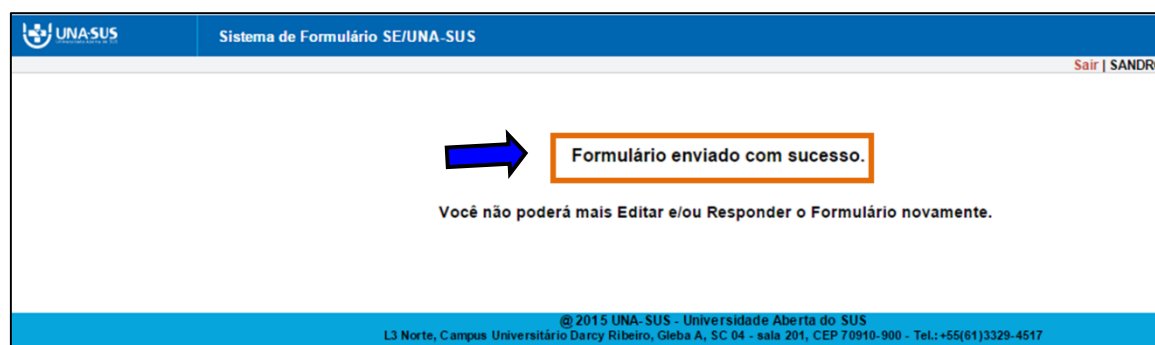 UNA-SUS
Sistema de Formulário SE/UNA-SUS
Sair | SANDR
Formulário enviado com sucesso.
Você não poderá mais Editar e/ou Responder o Formulário novamente.
@ 2015 UNA-SUS - Universidade Aberta do SUS
L3 Norte, Campus Universitário Darcy Ribeiro, Gleba A, SC 04 - sala 201, CEP 70910-900 - Tel.:+55(61)3329-4517